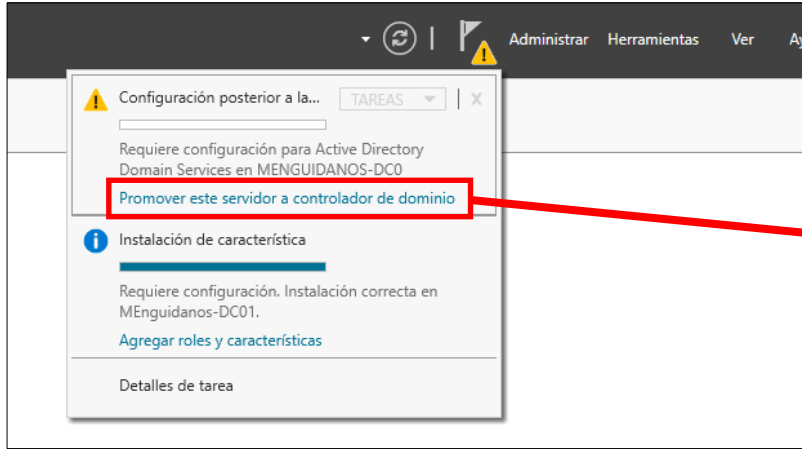 Administrar Herramientas Ver Ay
Configuración posterior a la... TAREAS X
Requiere configuración para Active Directory
Domain Services en MENGUIDANOS-DC0
Promover este servidor a controlador de dominio
Instalación de característica
Requiere configuración. Instalación correcta en
MEnguidanos-DC01.
Agregar roles y características
Detalles de tarea